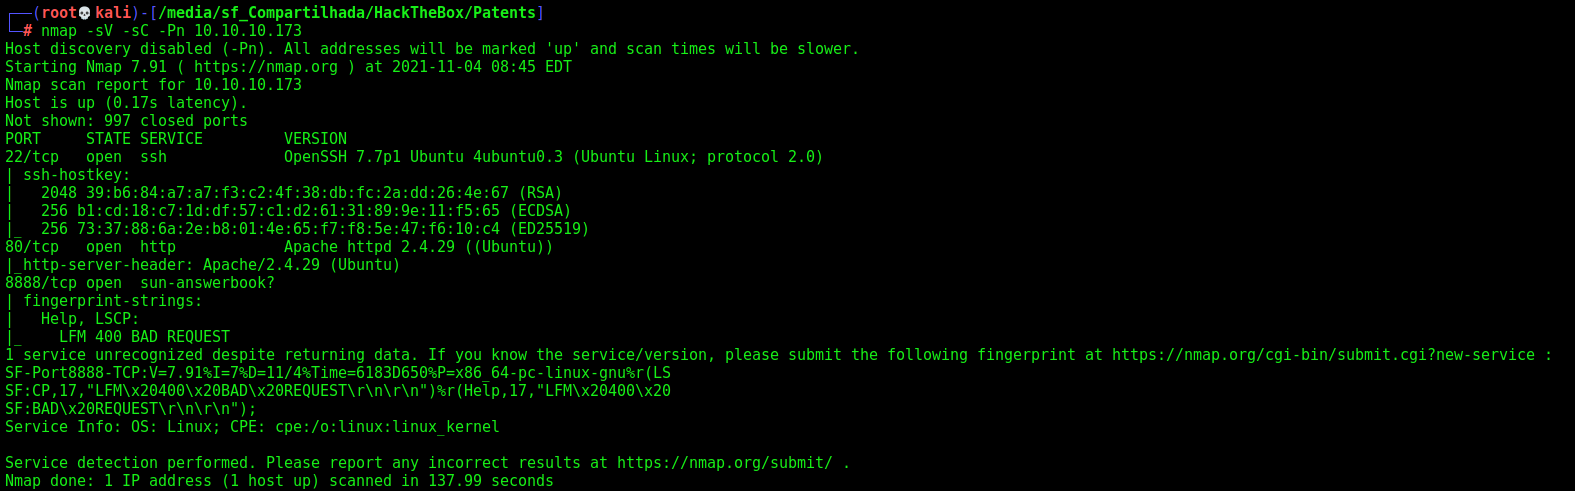 ┌──(root💀kali)-[/media/sf_Compartilhada/HackTheBox/Patents]
└─# nmap -sV -sC -Pn 10.10.10.173
Host discovery disabled (-Pn). All addresses will be marked 'up' and scan times will be slower.
Starting Nmap 7.91 ( https://nmap.org ) at 2021-11-04 08:45 EDT
Nmap scan report for 10.10.10.173
Host is up (0.17s latency).
Not shown: 997 closed ports
PORT     STATE SERVICE         VERSION
22/tcp   open  ssh             OpenSSH 7.7p1 Ubuntu 4ubuntu0.3 (Ubuntu Linux; protocol 2.0)
| ssh-hostkey:
|   2048 39:b6:84:a7:a7:f3:c2:4f:38:db:fc:2a:dd:26:4e:67 (RSA)
|   256 b1:cd:18:c7:1d:df:57:c1:d2:61:31:89:9e:11:f5:65 (ECDSA)
|_  256 73:37:88:6a:2e:b8:01:4e:65:f7:f8:5e:47:f6:10:c4 (ED25519)
80/tcp   open  http            Apache httpd 2.4.29 ((Ubuntu))
|_http-server-header: Apache/2.4.29 (Ubuntu)
8888/tcp open  sun-answerbook?
| fingerprint-strings:
|   Help, LSCP:
|_    LFM 400 BAD REQUEST
1 service unrecognized despite returning data. If you know the service/version, please submit the following fingerprint at https://nmap.org/cgi-bin/submit.cgi?new-service :
SF-Port8888-TCP:V=7.91%I=7%D=11/4%Time=6183D650%P=x86_64-pc-linux-gnu%r(LS
SF:CP,17,"LFM\x20400\x20BAD\x20REQUEST\r\n\r\n")%r(Help,17,"LFM\x20400\x20
SF:BAD\x20REQUEST\r\n\r\n");
Service Info: OS: Linux; CPE: cpe:/o:linux:linux_kernel

Service detection performed. Please report any incorrect results at https://nmap.org/submit/ .
Nmap done: 1 IP address (1 host up) scanned in 137.99 seconds